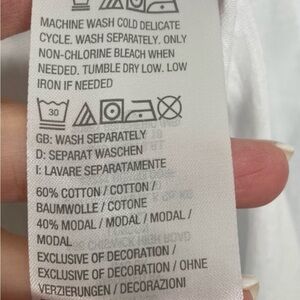 MACHINE WASH COLD DELICATE
CYCLE. WASH SEPARATELY. ONLY
NON-CHLORINE BLEACH WHEN
NEEDED. TUMBLE DRY LOW. LOW
IRON IF NEEDED
30
GB: WASH SEPARATELY
D: SEPARAT WASCHEN
I: LAVARE SEPARATAMENTE
60% COTTON / COTTON /
BAUMWOLLE / COTONE
40% MODAL / MODAL / MODAL /
MODAL
EXCLUSIVE OF DECORATION /
EXCLUSIVE OF DECORATION / OHNE
VERZIERUNGEN / DECORAZIONI